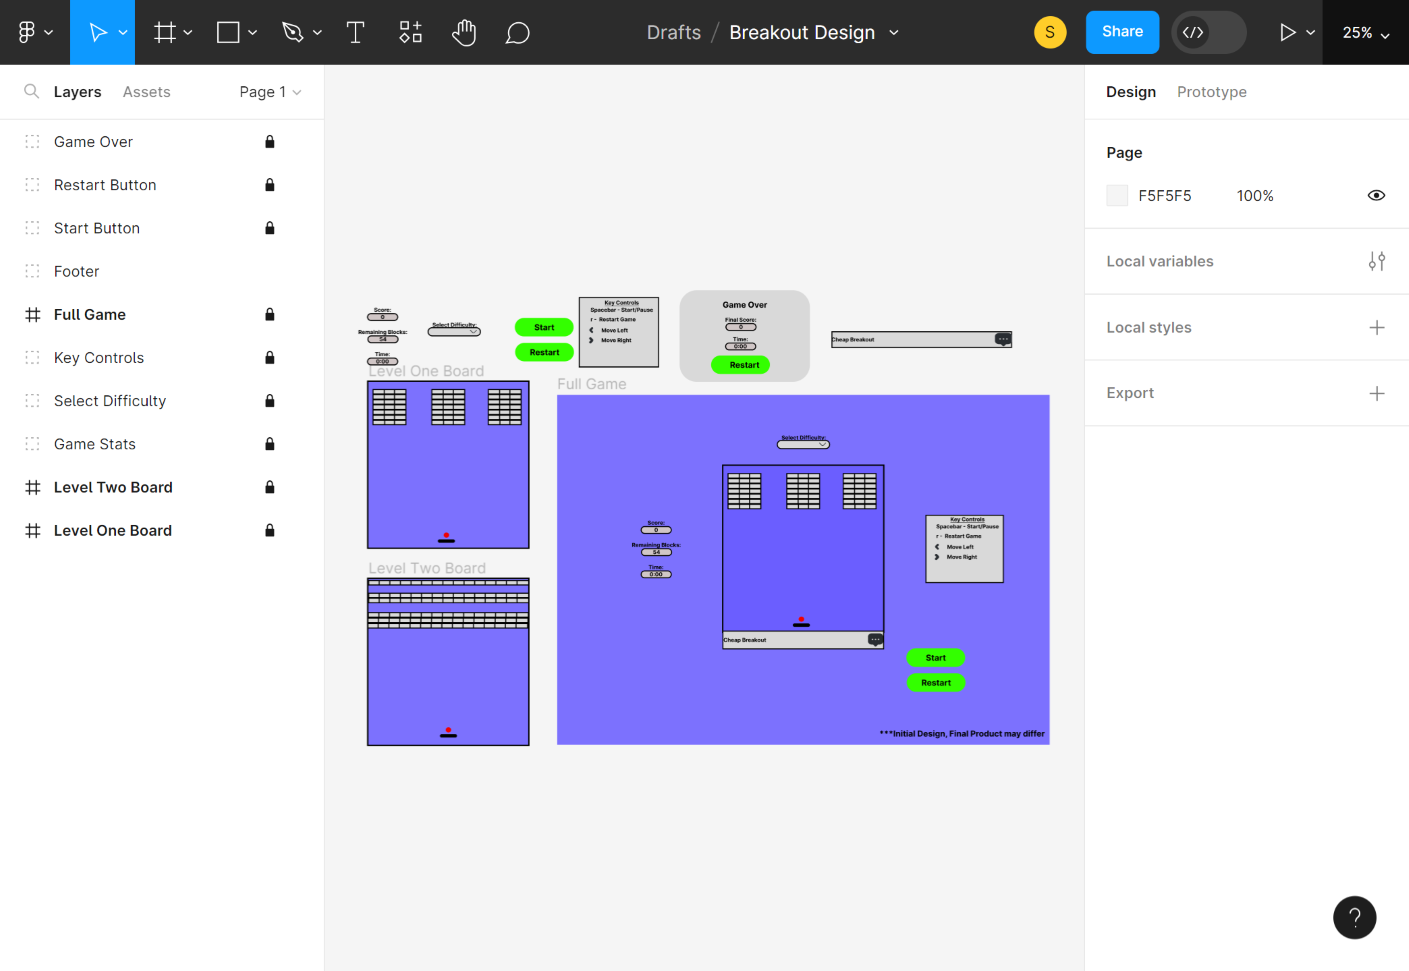 Drafts / Breakout Design
S
Share
25%
Layers
Assets
Page 1
Game Over
Restart Button
Start Button
Footer
Full Game
Key Controls
Select Difficulty
Game Stats
Level Two Board
Level One Board
Score:
0
Remaining Blocks:
54
Time:
0:00
Select Difficulty:
Start
Restart
Key Controls
Spacebar - Start/Pause
r - Restart Game
Move Left
Move Right
Game Over
Final Score:
0
Time:
0:00
Restart
Cheap Breakout
Level One Board
Full Game
Select Difficulty:
Score:
0
Remaining Blocks:
54
Time:
0:00
Key Controls
Spacebar - Start/Pause
r - Restart Game
Move Left
Move Right
Level Two Board
Cheap Breakout
Start
Restart
***Initial Design, Final Product may differ
Design
Prototype
Page
F5F5F5
100%
Local variables
Local styles
Export
?